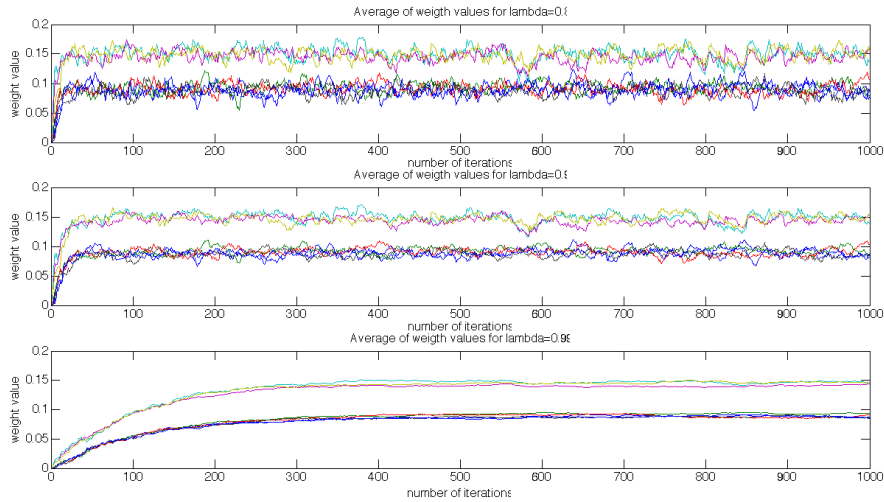 Average of weigth values for lambda=0.8
0.2
0.15
0.1
0.05
0
weight value
0 100 200 300 400 500 600 700 800 900 1000
number of iterations
Average of weigth values for lambda=0.9
0.2
0.15
0.1
0.05
0
weight value
0 100 200 300 400 500 600 700 800 900 1000
number of iterations
Average of weigth values for lambda=0.99
0.2
0.15
0.1
0.05
0
weight value
0 100 200 300 400 500 600 700 800 900 1000
number of iterations